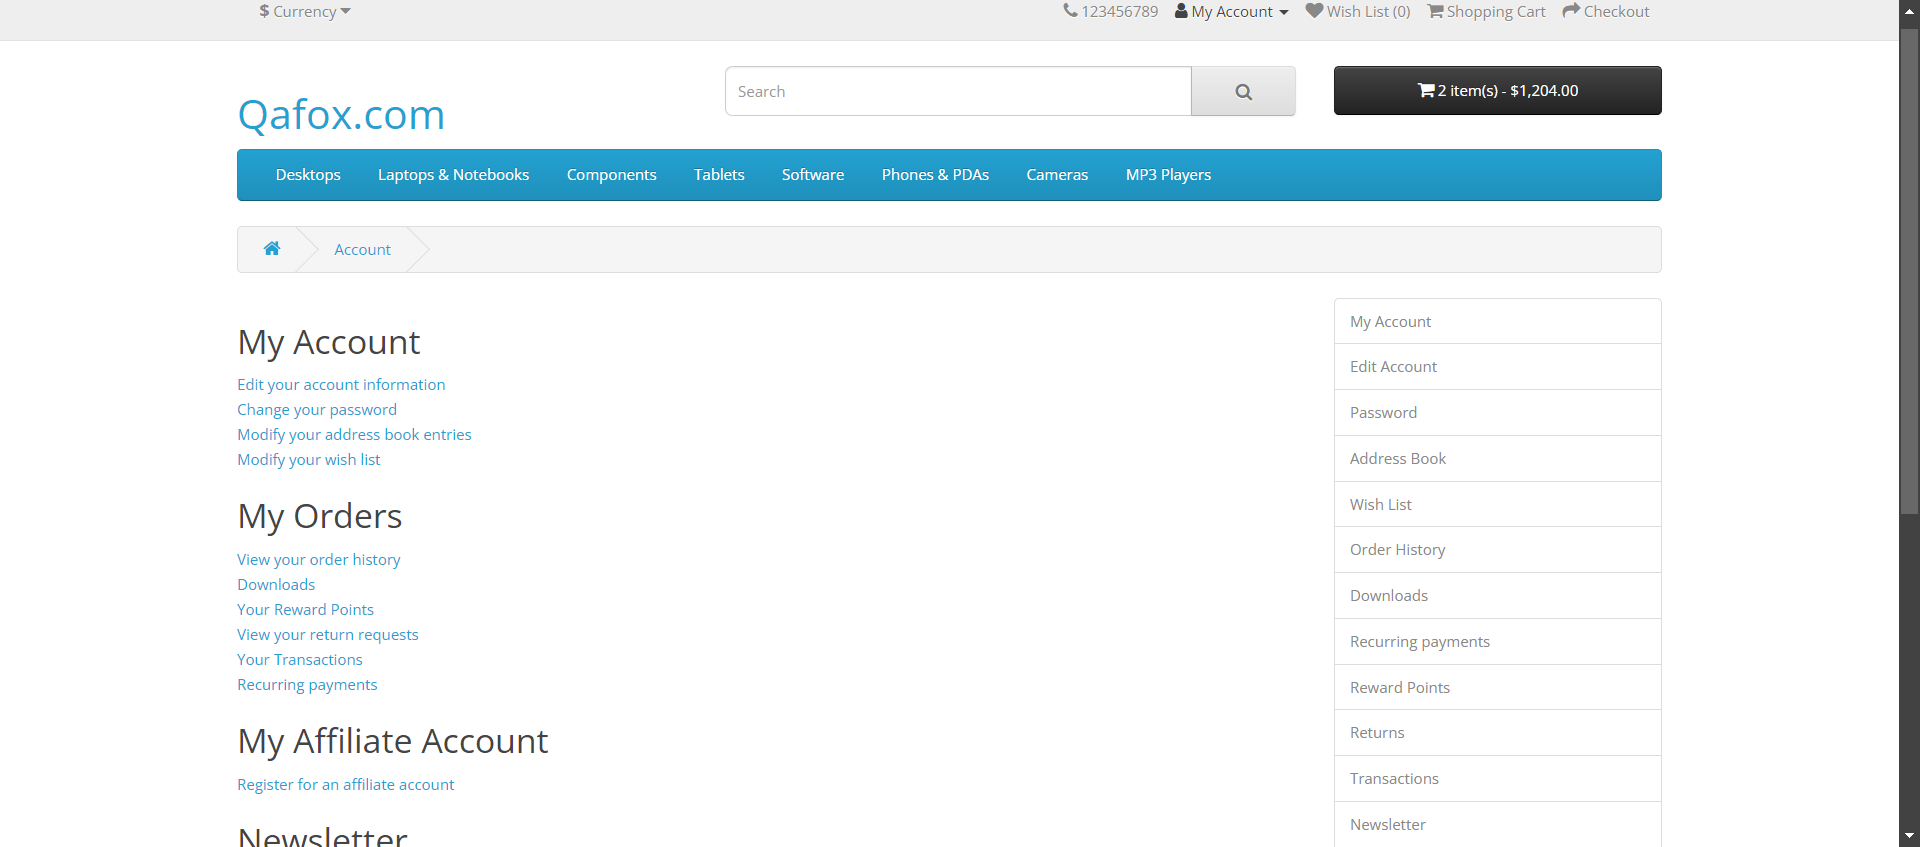 $ Currency
123456789 My Account Wish List (0) Shopping Cart Checkout
Qafox.com
Search
2 item(s) - $1,204.00
Desktops Laptops & Notebooks Components Tablets Software Phones & PDAs Cameras MP3 Players
Account
My Account
Edit your account information
Change your password
Modify your address book entries
Modify your wish list
My Orders
View your order history
Downloads
Your Reward Points
View your return requests
Your Transactions
Recurring payments
My Affiliate Account
Register for an affiliate account
Newsletter
My Account
Edit Account
Password
Address Book
Wish List
Order History
Downloads
Recurring payments
Reward Points
Returns
Transactions
Newsletter